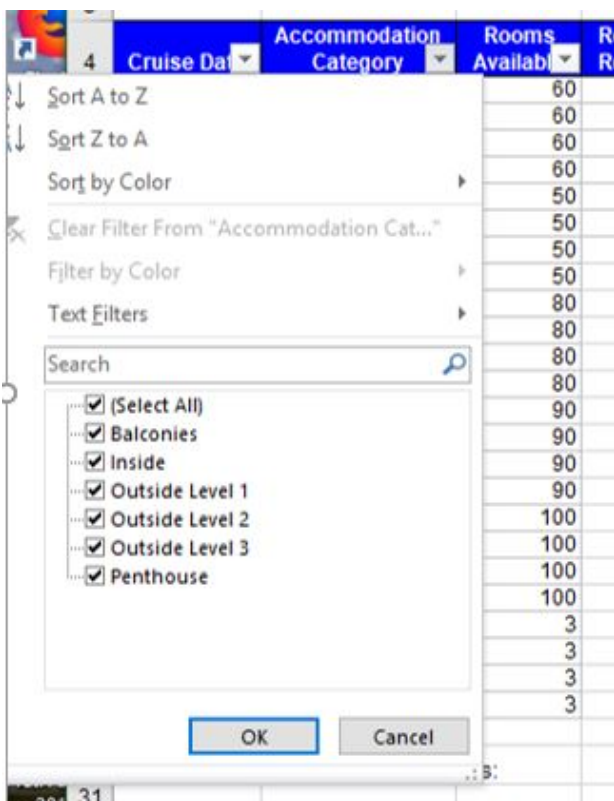 Accommodation Rooms
4 Cruise Dat Category Availabl
Sort A to Z
Sort Z to A
Sort by Color
Clear Filter From "Accommodation Cat..."
Filter by Color
Text Filters
Search
(Select All)
Balconies
Inside
Outside Level 1
Outside Level 2
Outside Level 3
Penthouse
OK Cancel
60
60
60
60
50
50
50
50
80
80
80
80
90
90
90
90
100
100
100
100
3
3
3
3
s:
31